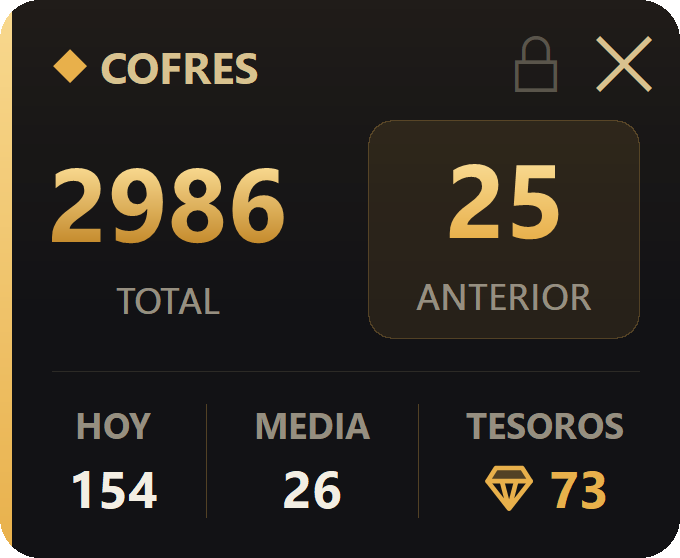 COFRES
2986
25
TOTAL
ANTERIOR
HOY
MEDIA
TESOROS
154
26
73